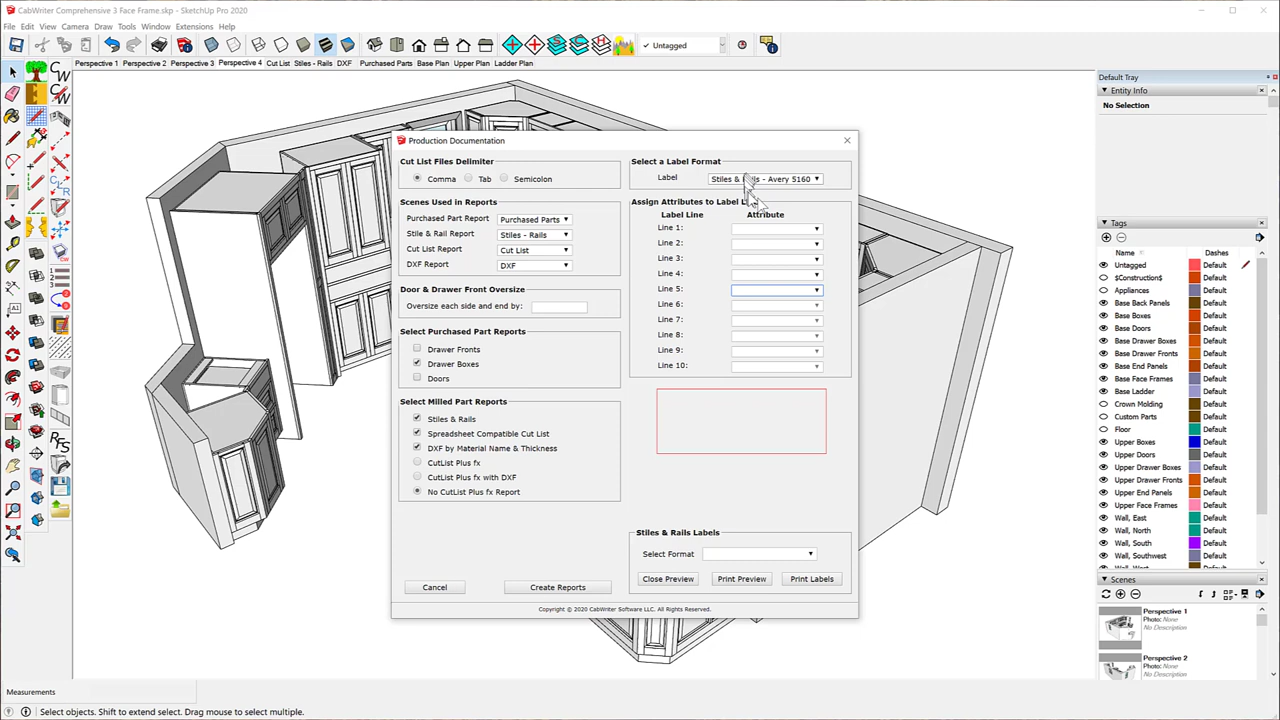 CabWriter Comprehensive 3 Face Frame.skp - SketchUp Pro 2020
File Edit View Camera Draw Tools Window Extensions Help
Untagged
Perspective 1 Perspective 2 Perspective 3 Perspective 4 Cut List Stiles - Rails DXF Purchased Parts Base Plan Upper Plan Ladder Plan
Production Documentation
Cut List Files Delimiter
Comma Tab Semicolon
Scenes Used in Reports
Purchased Part Report Purchased Parts
Stile & Rail Report Stiles - Rails
Cut List Report Cut List
DXF Report DXF
Door & Drawer Front Oversize
Oversize each side and end by:
Select Purchased Part Reports
Drawer Fronts
Drawer Boxes
Doors
Select Milled Part Reports
Stiles & Rails
Spreadsheet Compatible Cut List
DXF by Material Name & Thickness
CutList Plus fx
CutList Plus fx with DXF
No CutList Plus fx Report
Cancel Create Reports
Select a Label Format
Label Stiles & Rails - Avery 5160
Assign Attributes to Label
Label Line Attribute
Line 1:
Line 2:
Line 3:
Line 4:
Line 5:
Line 6:
Line 7:
Line 8:
Line 9:
Line 10:
Stiles & Rails Labels
Select Format
Close Preview Print Preview Print Labels
Copyright © 2020 CabWriter Software LLC. All Rights Reserved.
Default Tray
Entity Info
No Selection
Tags
Name Dashes
Untagged Default
$Construction$ Default
Appliances Default
Base Back Panels Default
Base Boxes Default
Base Doors Default
Base Drawer Boxes Default
Base Drawer Fronts Default
Base End Panels Default
Base Face Frames Default
Base Ladder Default
Crown Molding Default
Custom Parts Default
Floor Default
Upper Boxes Default
Upper Doors Default
Upper Drawer Boxes Default
Upper Drawer Fronts Default
Upper End Panels Default
Upper Face Frames Default
Wall, East Default
Wall, North Default
Wall, South Default
Wall, Southwest Default
Wall, West Default
Scenes
Perspective 1
Photo: None
No Description
Perspective 2
Photo: None
No Description
Measurements
Select objects. Shift to extend select. Drag mouse to select multiple.